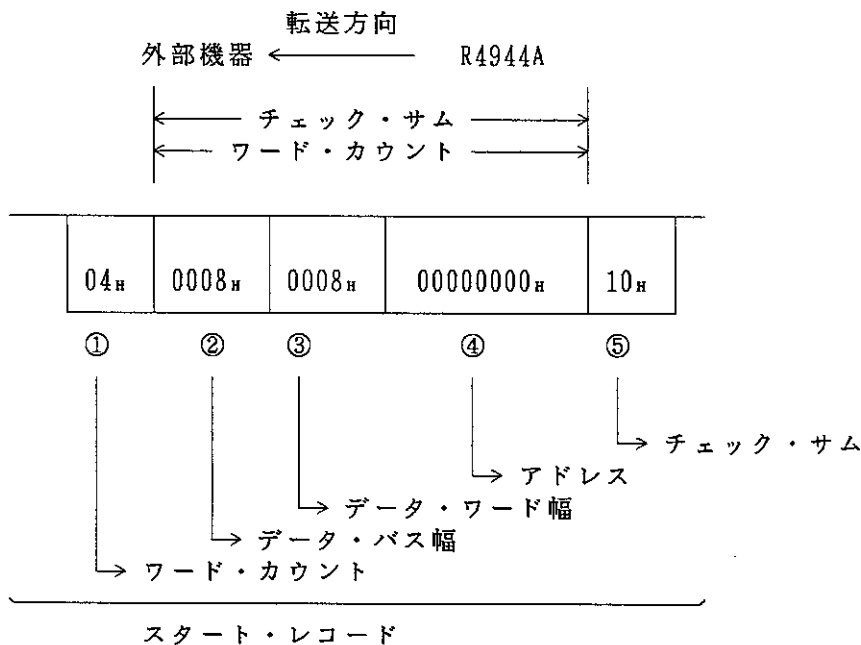 転送方向
外部機器 ← R4944A
チェック・サム
ワード・カウント
04H 0008H 0008H 00000000H 10H
① ② ③ ④ ⑤
チェック・サム
アドレス
データ・ワード幅
データ・バス幅
ワード・カウント
スタート・レコード